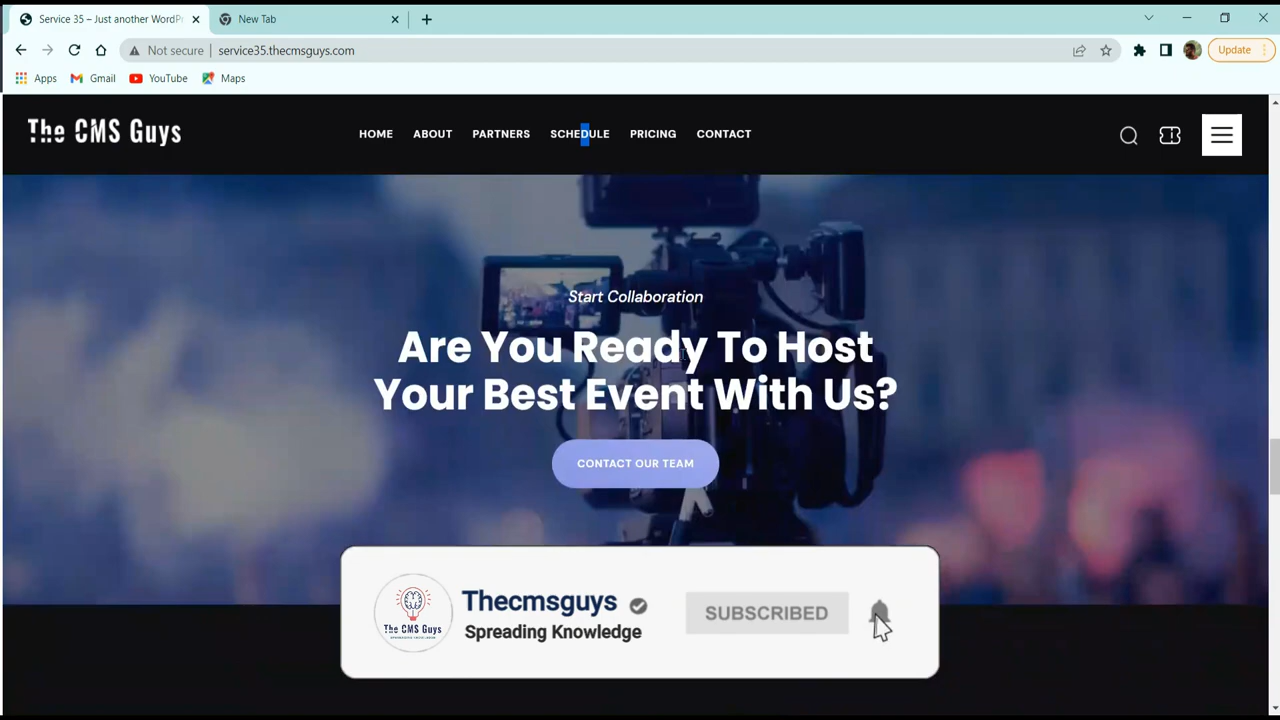 Service 35 – Just another WordPr
New Tab
Not secure
service35.thecmsguys.com
Update
Apps
Gmail
YouTube
Maps
The CMS Guys
HOME
ABOUT
PARTNERS
SCHEDULE
PRICING
CONTACT
Start Collaboration
Are You Ready To Host
Your Best Event With Us?
CONTACT OUR TEAM
The CMS Guys
Thecmsguys
Spreading Knowledge
SUBSCRIBED